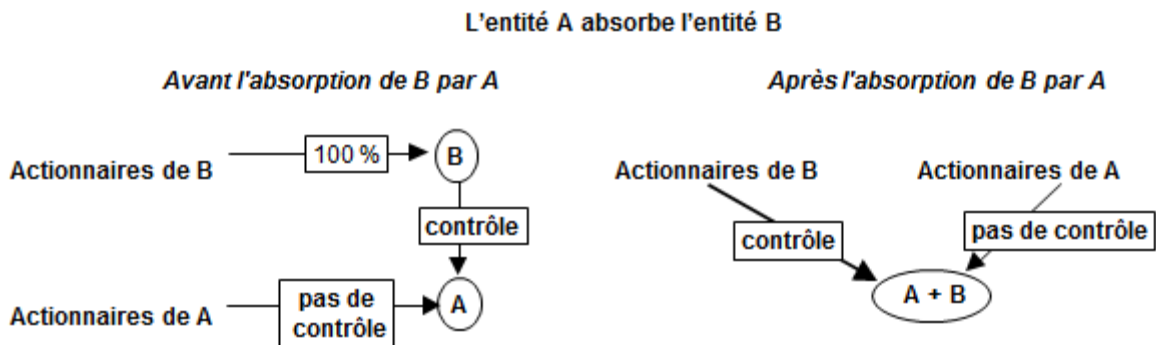 L'entité A absorbe l'entité B
Avant l'absorption de B par A
Après l'absorption de B par A
Actionnaires de B
100 %
B
contrôle
Actionnaires de A
pas de
contrôle
A
Actionnaires de B
Actionnaires de A
contrôle
pas de contrôle
A + B